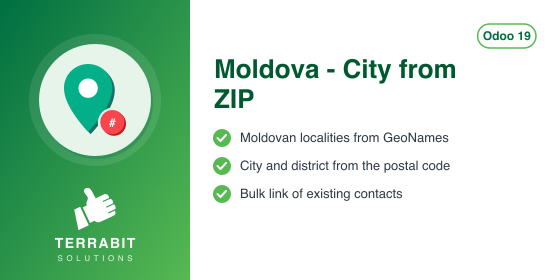 Odoo 19
Moldova - City from
ZIP
Moldovan localities from GeoNames
City and district from the postal code
Bulk link of existing contacts
#
TERRABIT
SOLUTIONS